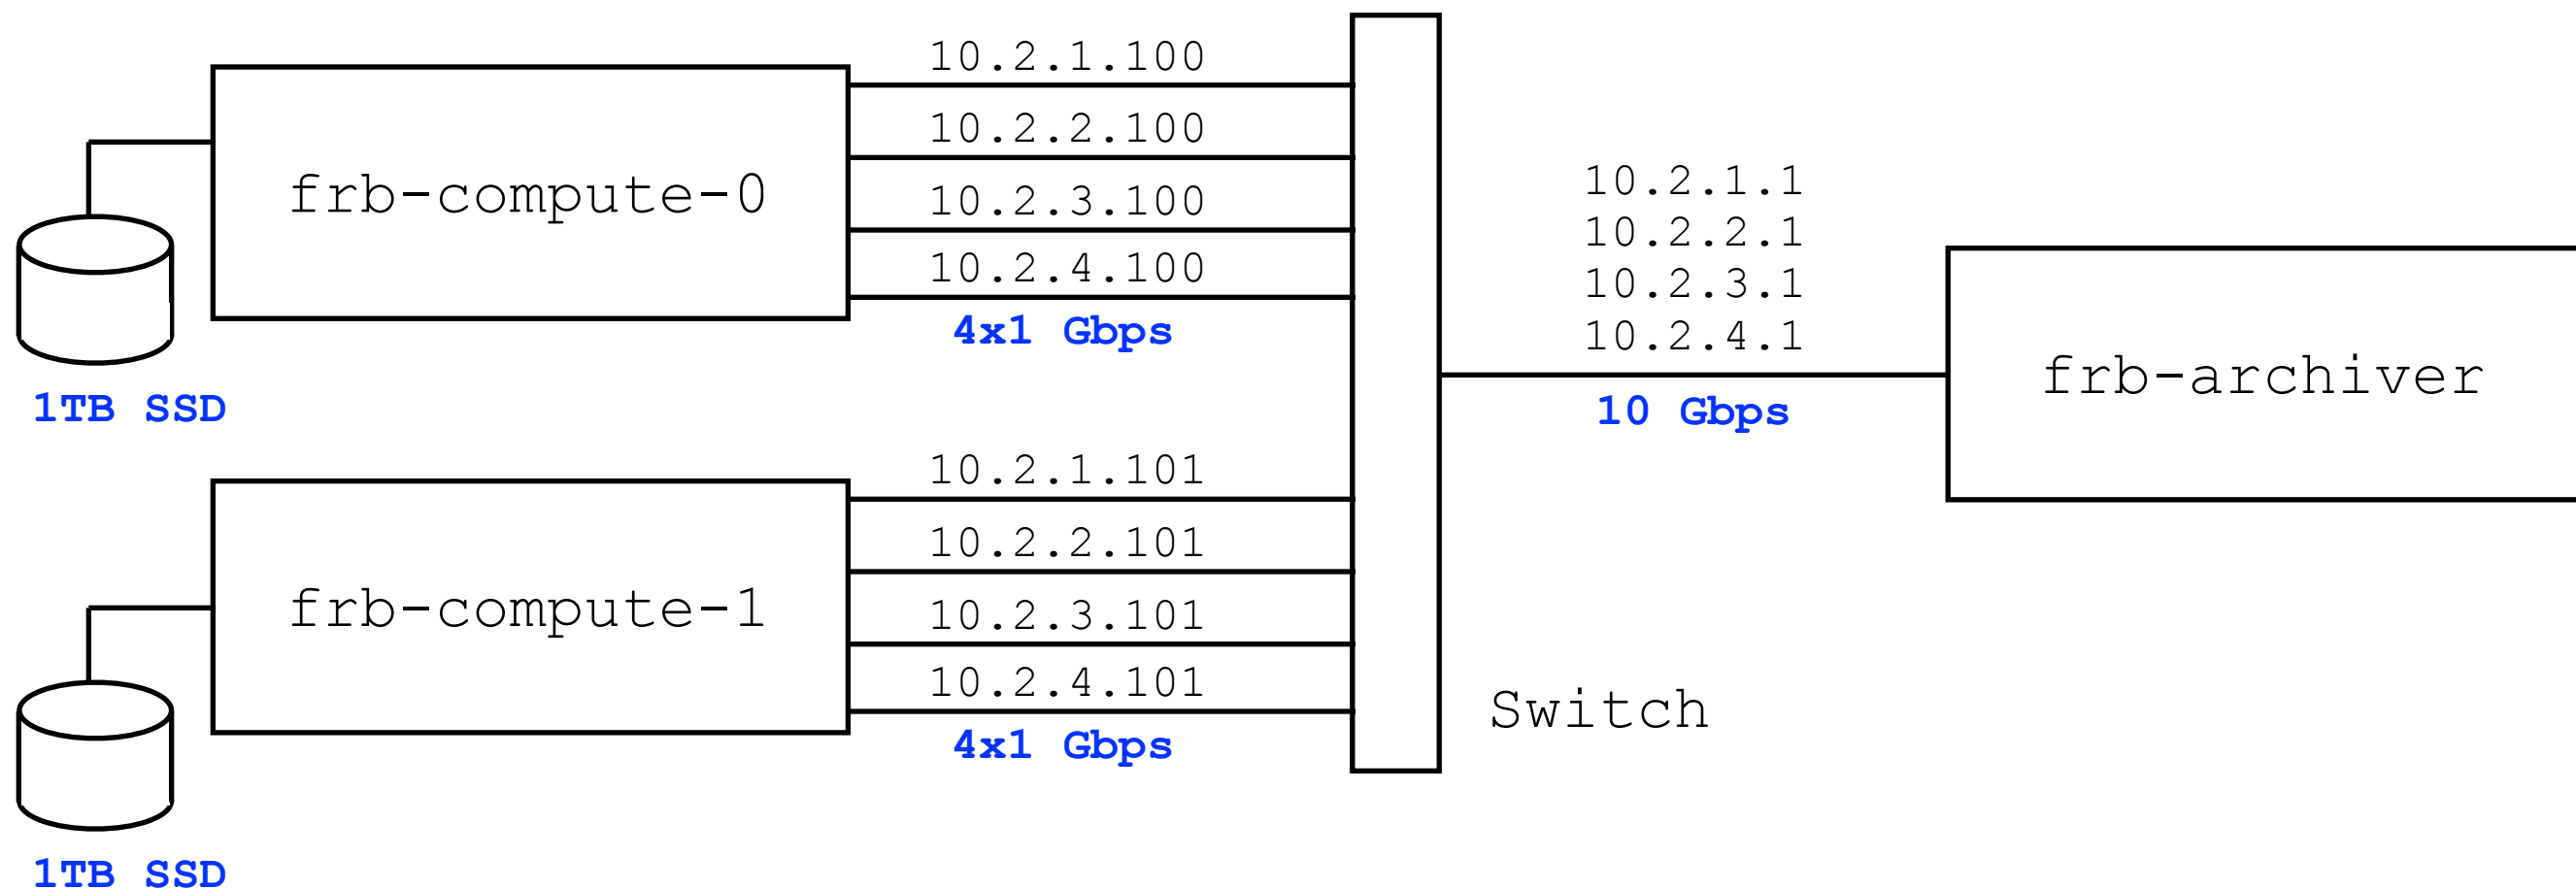 10.2.1.100
10.2.2.100
10.2.3.100
10.2.4.100
frb-compute-0
4x1 Gbps
1TB SSD
10.2.1.1
10.2.2.1
10.2.3.1
10.2.4.1
10 Gbps
frb-archiver
10.2.1.101
10.2.2.101
10.2.3.101
10.2.4.101
frb-compute-1
4x1 Gbps
Switch
1TB SSD